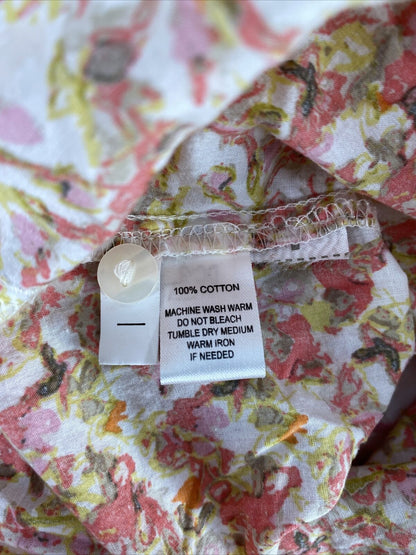 100% COTTON
MACHINE WASH WARM
DO NOT BLEACH
TUMBLE DRY MEDIUM
WARM IRON
IF NEEDED